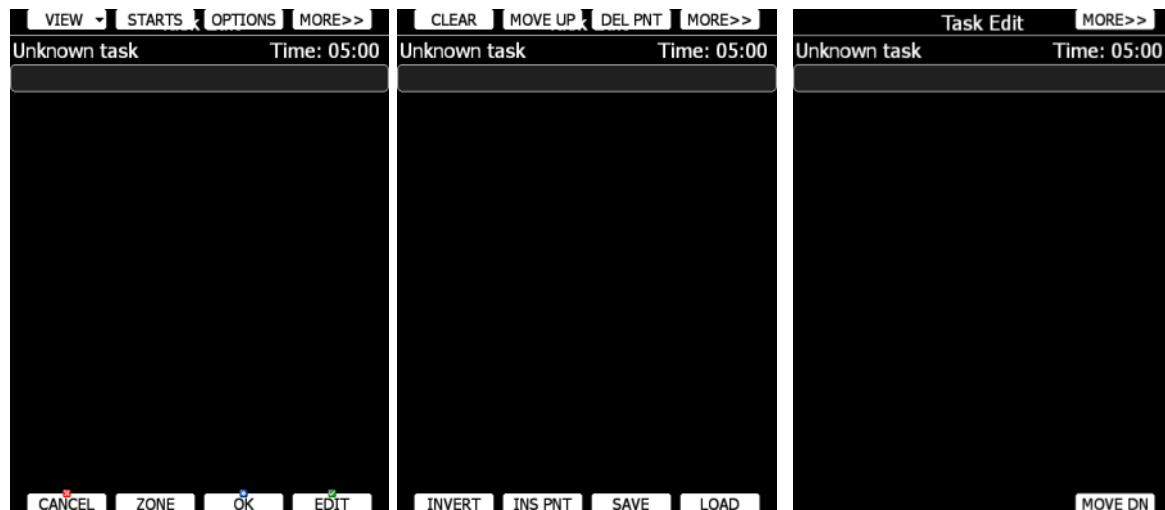 VIEW STARTS OPTIONS MORE>>
Unknown task Time: 05:00
CANCEL ZONE OK EDIT
CLEAR MOVE UP DEL PNT MORE>>
Task Edit
Unknown task Time: 05:00
INVERT INS PNT SAVE LOAD
Task Edit MORE>>
Unknown task Time: 05:00
MOVE DN